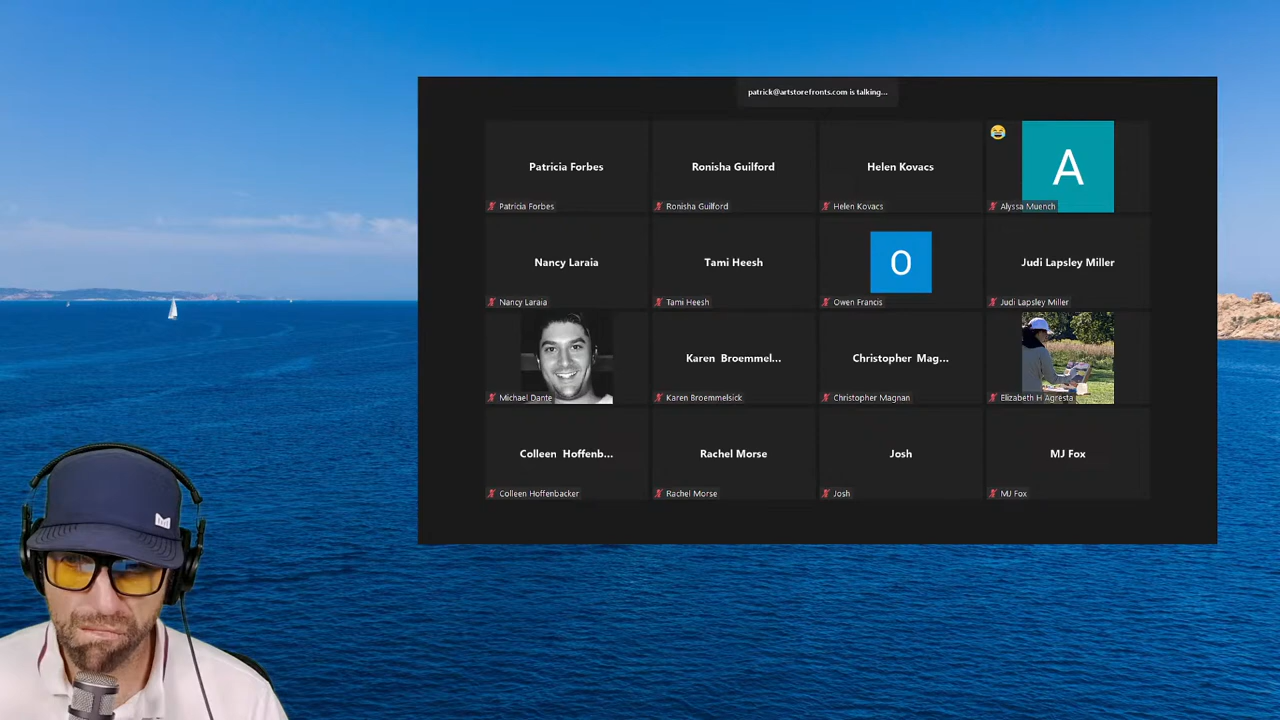 patrick@artstorefronts.com is talking...
Patricia Forbes
Ronisha Guilford
Helen Kovacs
A
Patricia Forbes
Ronisha Guilford
Helen Kovacs
Alyssa Muench
Nancy Laraia
Tami Heesh
O
Judi Lapsley Miller
Nancy Laraia
Tami Heesh
Owen Francis
Judi Lapsley Miller
Karen Broemmel...
Christopher Mag...
Michael Dante
Karen Broemmelsick
Christopher Magnan
Elizabeth H Agresta
Colleen Hoffenb...
Rachel Morse
Josh
MJ Fox
Colleen Hoffenbacker
Rachel Morse
Josh
MJ Fox